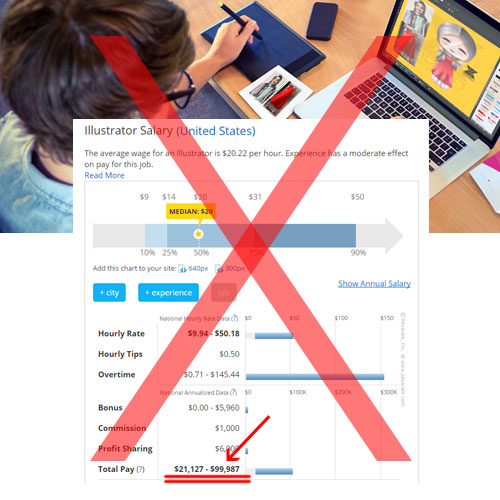 Illustrator Salary (United States)
The average wage for an Illustrator is $20.22 per hour. Experience has a moderate effect
on pay for this job.
Read More
$9 $14 $20 $31 $50
MEDIAN: $20
10% 25% 50% 75% 90%
Add this chart to your site: 640px 300px
+ city + experience job Show Annual Salary
National Hourly Rate Data (?) $0 $50 $100 $150
Hourly Rate $9.94 - $50.18
Hourly Tips $0.50
Overtime $0.71 - $145.44
National Annualized Data (?) $0 $100K $200K $300K
Bonus $0.00 - $5,960
Commission $1,000
Profit Sharing
Total Pay (?) $21,127 - $99,987
© Payscale, Inc. @ www.payscale.com